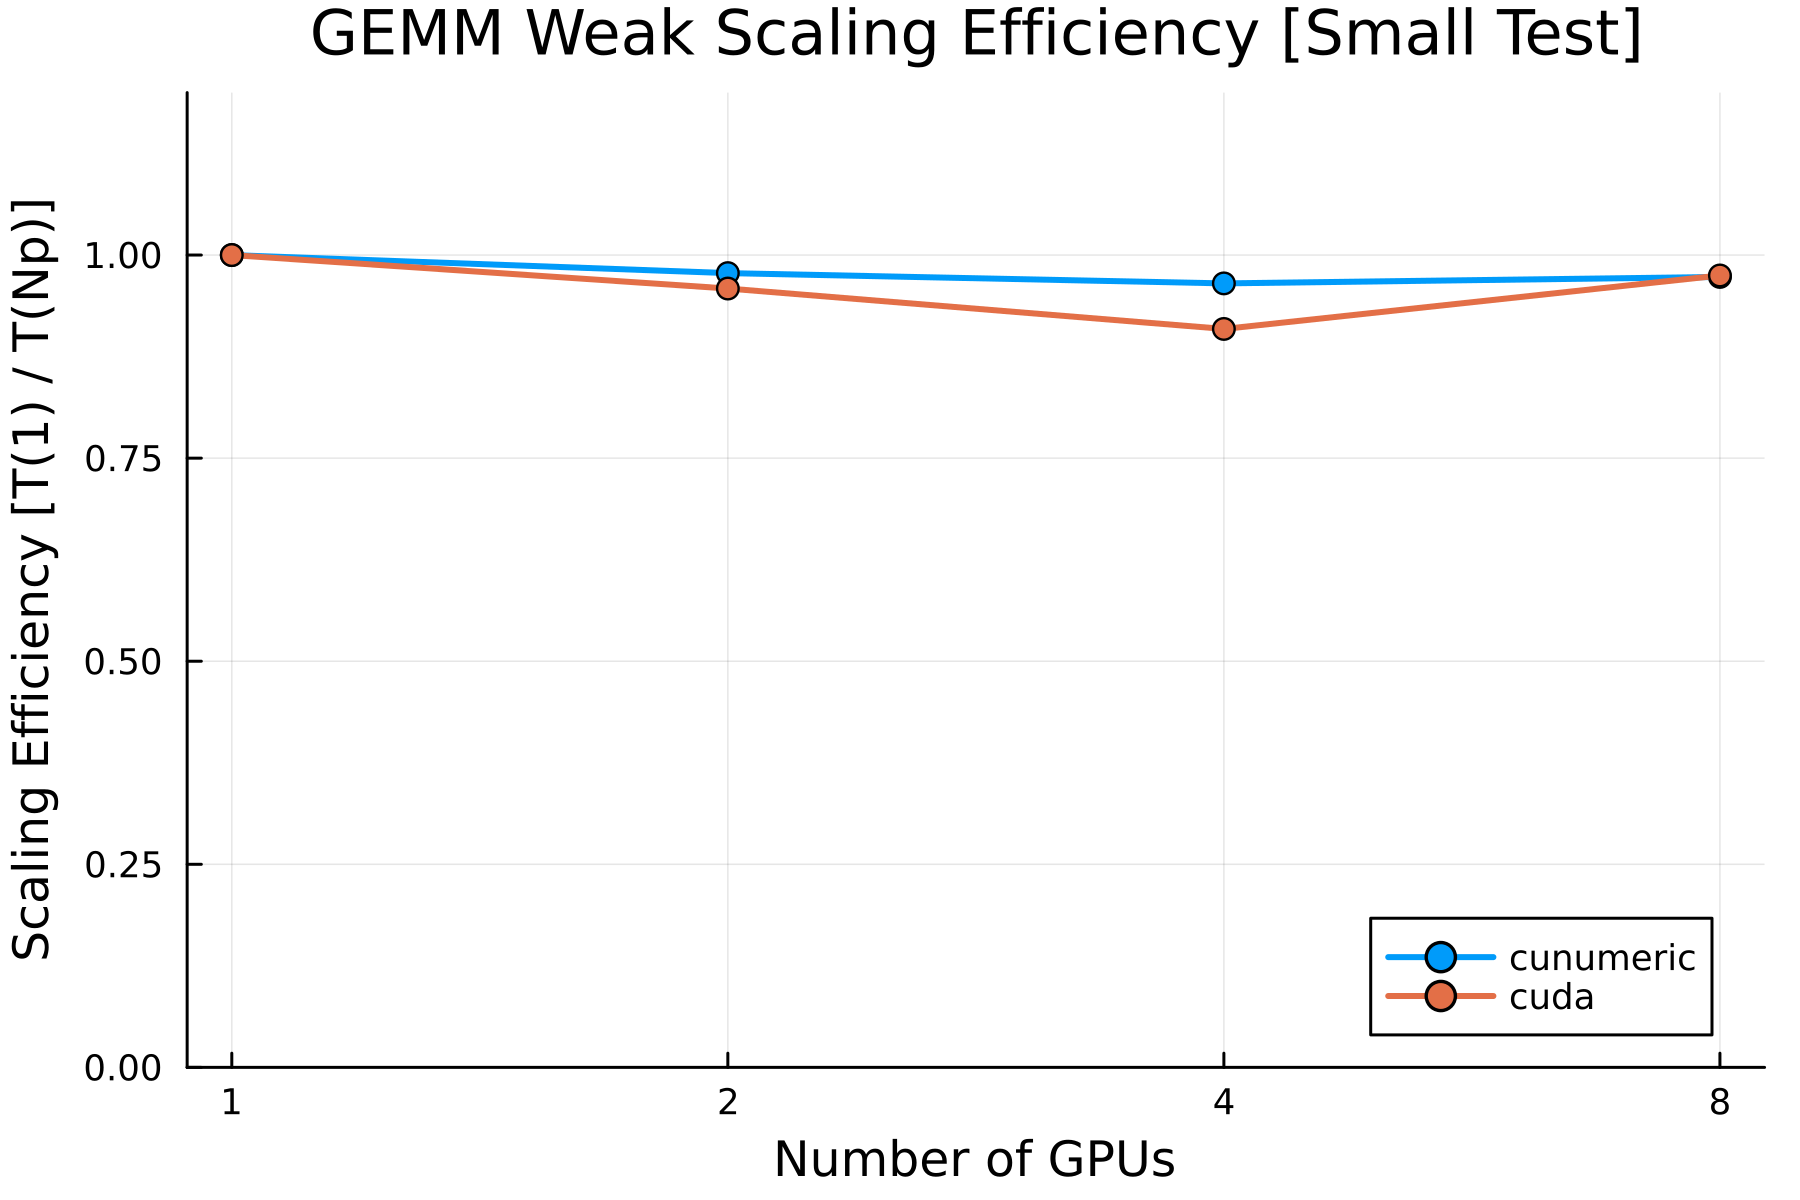 GEMM Weak Scaling Efficiency [Small Test]
Scaling Efficiency [T(1) / T(Np)]
1.00
0.75
0.50
0.25
0.00
cunumeric
cuda
1 2 4 8
Number of GPUs